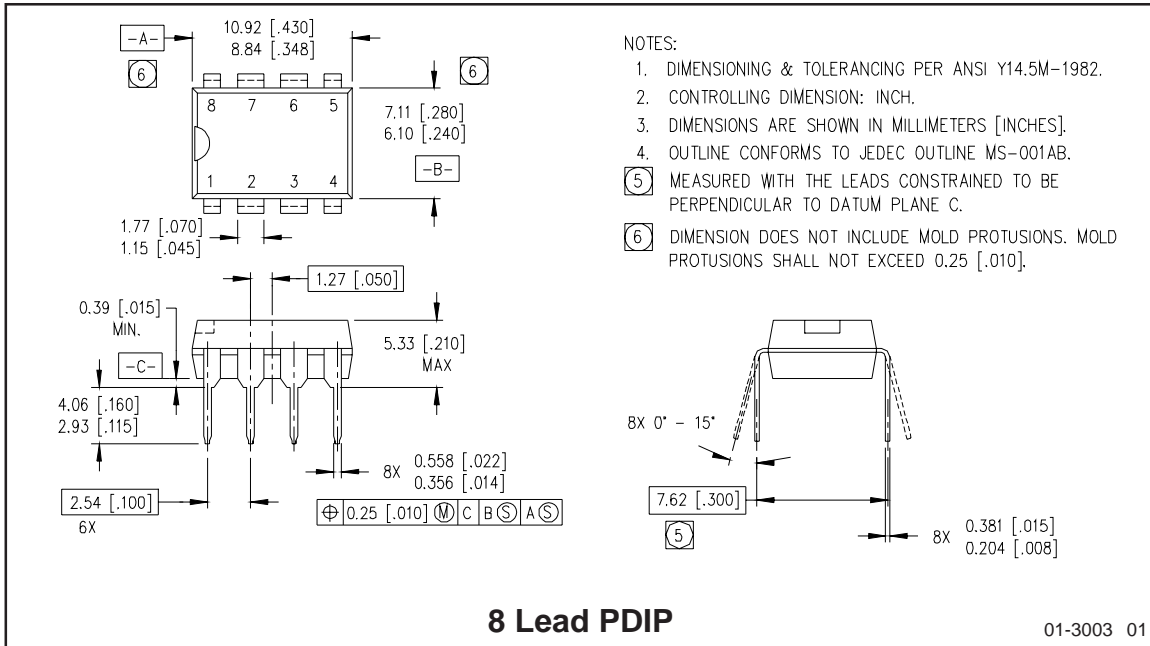 -A-
10.92 [.430]
8.84 [.348]
6
6
8 7 6 5
7.11 [.280]
6.10 [.240]
-B-
1 2 3 4
1.77 [.070]
1.15 [.045]
1.27 [.050]
0.39 [.015]
MIN.
-C-
5.33 [.210]
MAX
4.06 [.160]
2.93 [.115]
8X 0.558 [.022]
0.356 [.014]
2.54 [.100]
6X
⌖ 0.25 [.010] Ⓜ C B Ⓢ A Ⓢ
NOTES:
1. DIMENSIONING & TOLERANCING PER ANSI Y14.5M-1982.
2. CONTROLLING DIMENSION: INCH.
3. DIMENSIONS ARE SHOWN IN MILLIMETERS [INCHES].
4. OUTLINE CONFORMS TO JEDEC OUTLINE MS-001AB.
5 MEASURED WITH THE LEADS CONSTRAINED TO BE
PERPENDICULAR TO DATUM PLANE C.
6 DIMENSION DOES NOT INCLUDE MOLD PROTUSIONS. MOLD
PROTUSIONS SHALL NOT EXCEED 0.25 [.010].
8X 0° - 15°
7.62 [.300]
5
8X 0.381 [.015]
0.204 [.008]
8 Lead PDIP
01-3003 01